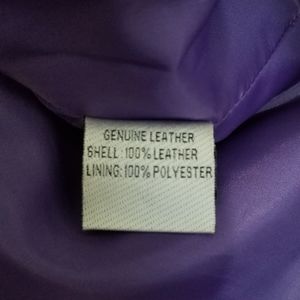 GENUINE LEATHER
SHELL: 100% LEATHER
LINING: 100% POLYESTER